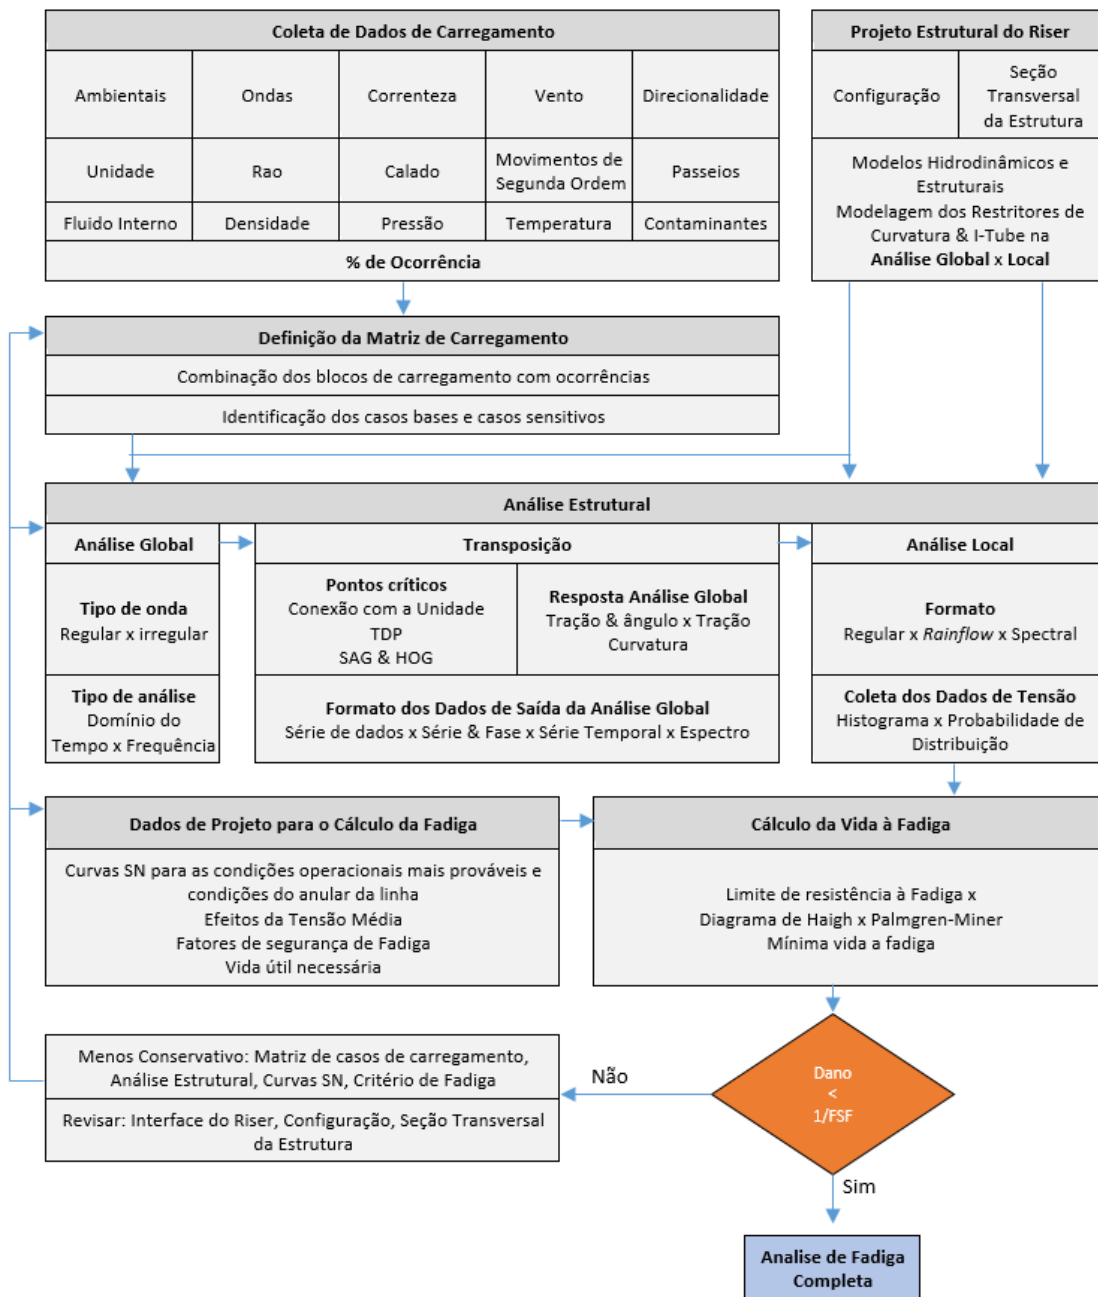 Coleta de Dados de Carregamento
Ambientais
Ondas
Correnteza
Vento
Direcionalidade
Unidade
Rao
Calado
Movimentos de
Segunda Ordem
Passeios
Fluido Interno
Densidade
Pressão
Temperatura
Contaminantes
% de Ocorrência
Projeto Estrutural do Riser
Configuração
Seção
Transversal
da Estrutura
Modelos Hidrodinâmicos e
Estruturais
Modelagem dos Restritores de
Curvatura & I-Tube na
Análise Global x Local
Definição da Matriz de Carregamento
Combinação dos blocos de carregamento com ocorrências
Identificação dos casos bases e casos sensitivos
Análise Estrutural
Análise Global
Tipo de onda
Regular x irregular
Tipo de análise
Domínio do
Tempo x Frequência
Transposição
Pontos críticos
Conexão com a Unidade
TDP
SAG & HOG
Resposta Análise Global
Tração & ângulo x Tração
Curvatura
Formato dos Dados de Saída da Análise Global
Série de dados x Série & Fase x Série Temporal x Espectro
Análise Local
Formato
Regular x Rainflow x Spectral
Coleta dos Dados de Tensão
Histograma x Probabilidade de
Distribuição
Dados de Projeto para o Cálculo da Fadiga
Curvas SN para as condições operacionais mais prováveis e
condições do anular da linha
Efeitos da Tensão Média
Fatores de segurança de Fadiga
Vida útil necessária
Cálculo da Vida à Fadiga
Limite de resistência à Fadiga x
Diagrama de Haigh x Palmgren-Miner
Mínima vida a fadiga
Menos Conservativo: Matriz de casos de carregamento,
Análise Estrutural, Curvas SN, Critério de Fadiga
Revisar: Interface do Riser, Configuração, Seção Transversal
da Estrutura
Não
Dano
<
1/FSF
Sim
Analise de Fadiga
Completa